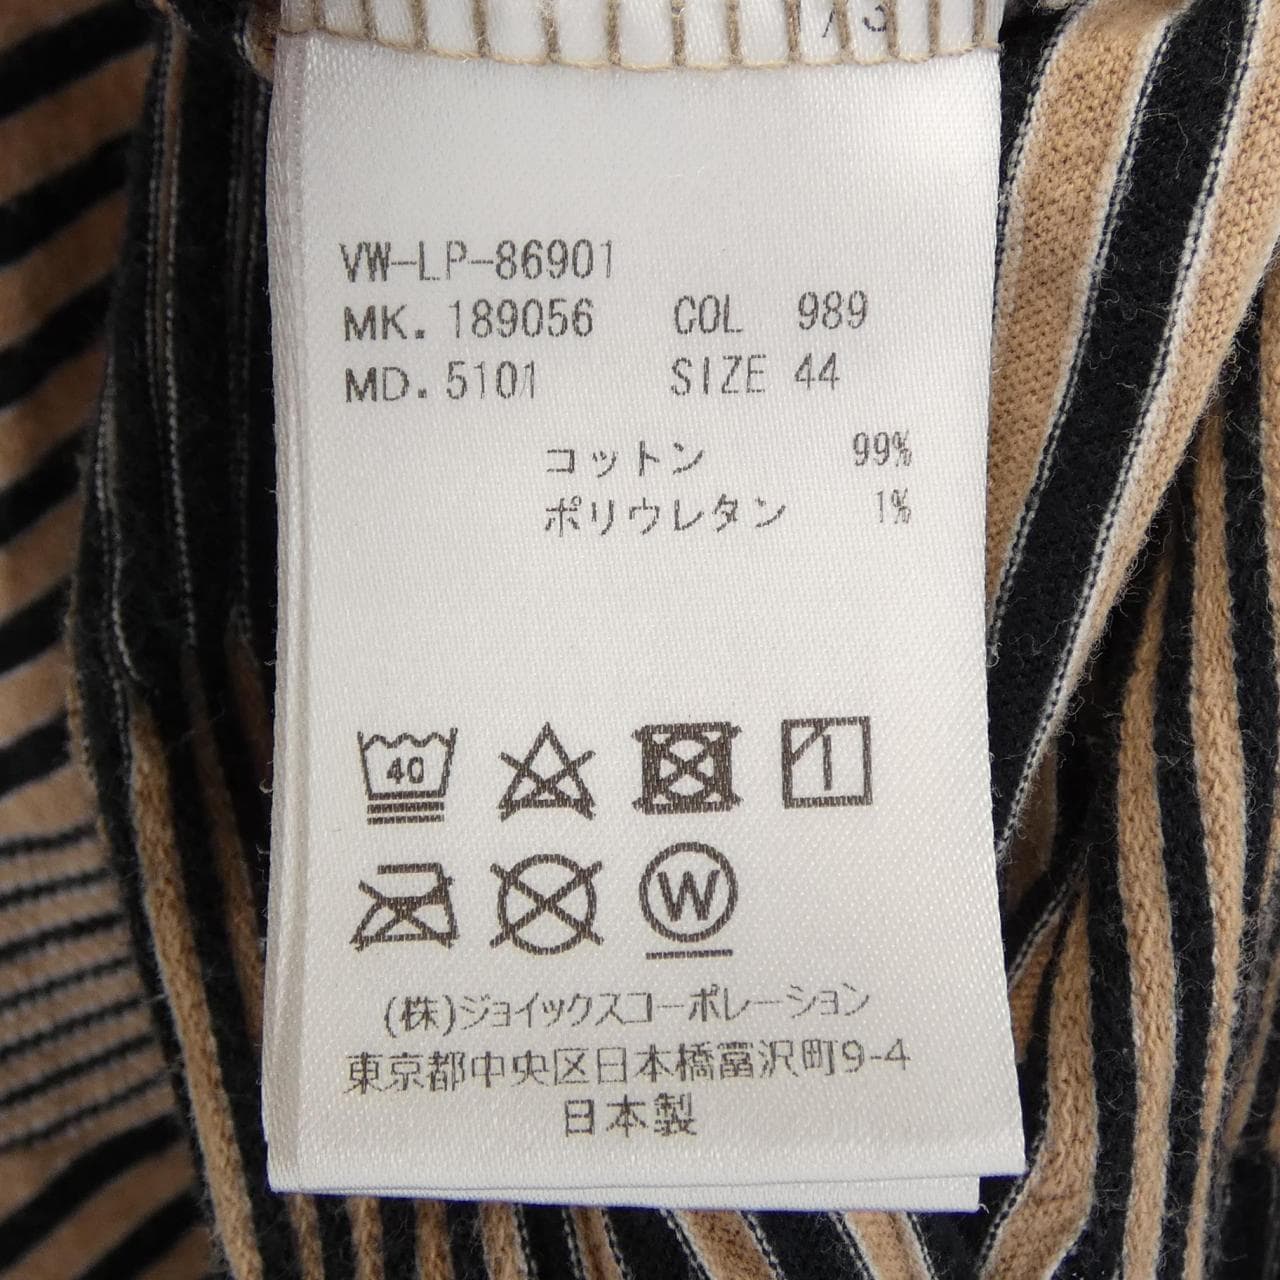 VW-LP-86901
MK. 189056 COL 989
MD. 5101 SIZE 44
コットン 99%
ポリウレタン 1%
40
W
(株)ジョイックスコーポレーション
東京都中央区日本橋富沢町9-4
日本製